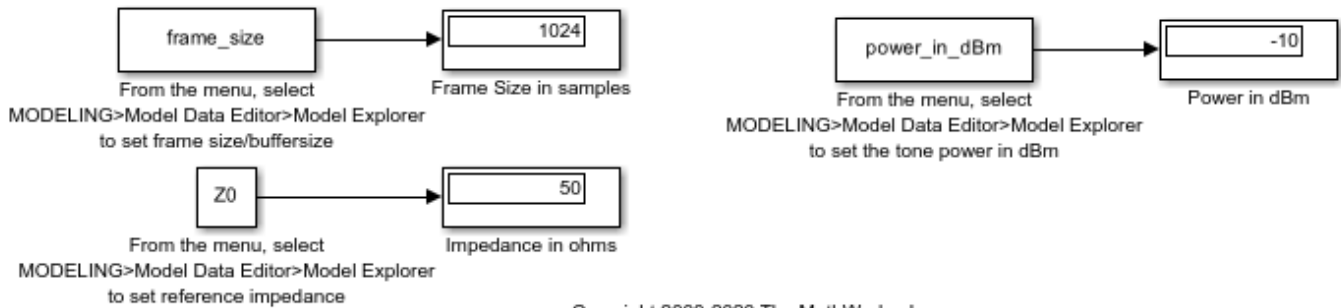 frame_size
1024
From the menu, select
MODELING>Model Data Editor>Model Explorer
to set frame size/buffersize
Frame Size in samples
power_in_dBm
-10
From the menu, select
MODELING>Model Data Editor>Model Explorer
to set the tone power in dBm
Power in dBm
Z0
50
From the menu, select
MODELING>Model Data Editor>Model Explorer
to set reference impedance
Impedance in ohms